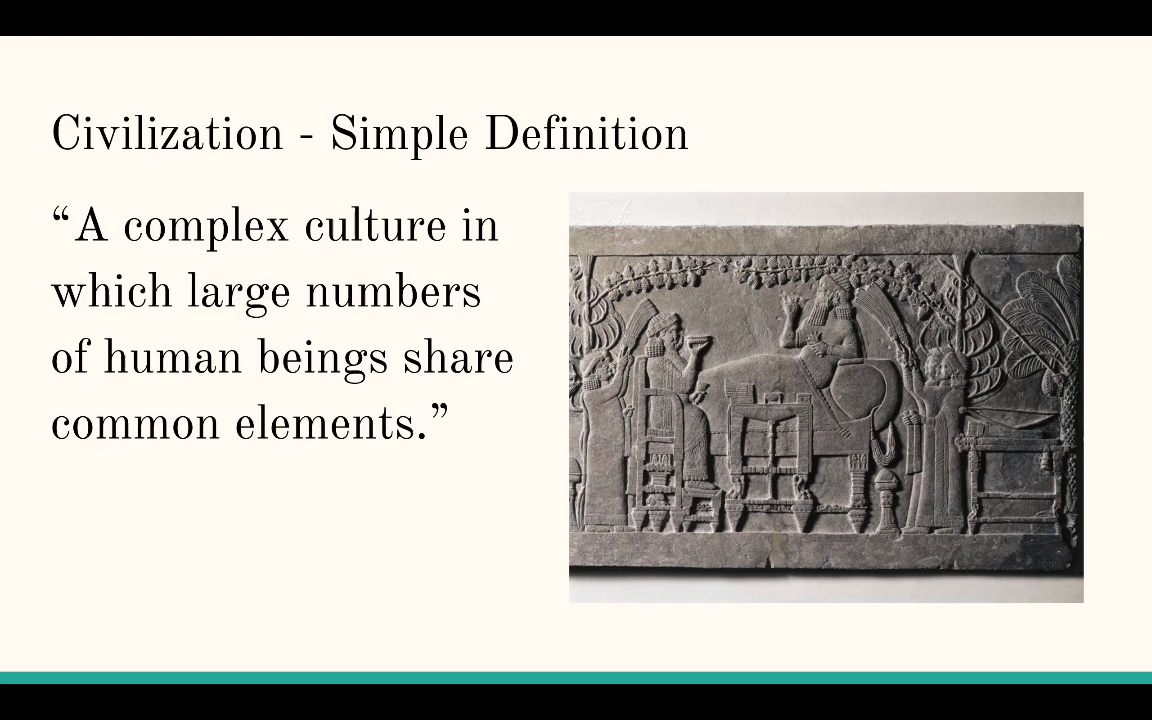 Civilization - Simple Definition
“A complex culture in
which large numbers
of human beings share
common elements.”